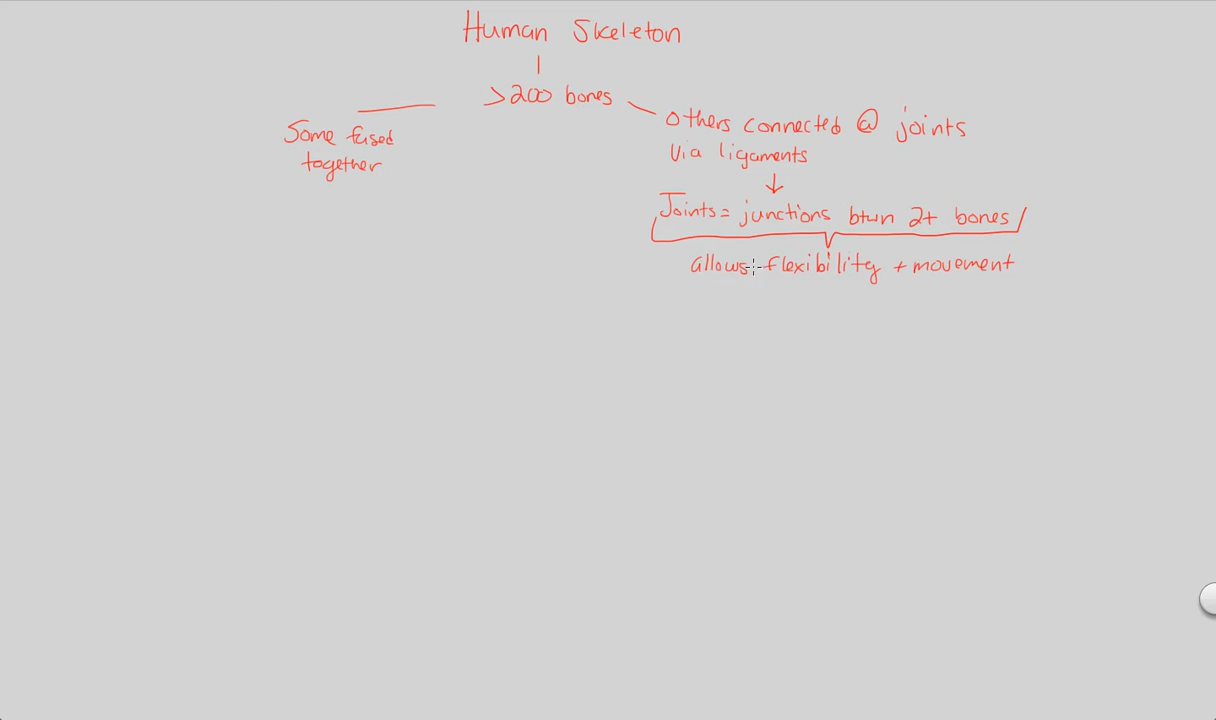 Human Skeleton
>200 bones
Some fused
together
Others connected @ joints
Via ligaments
Joints = junctions btwn 2+ bones
allows flexibility + movement